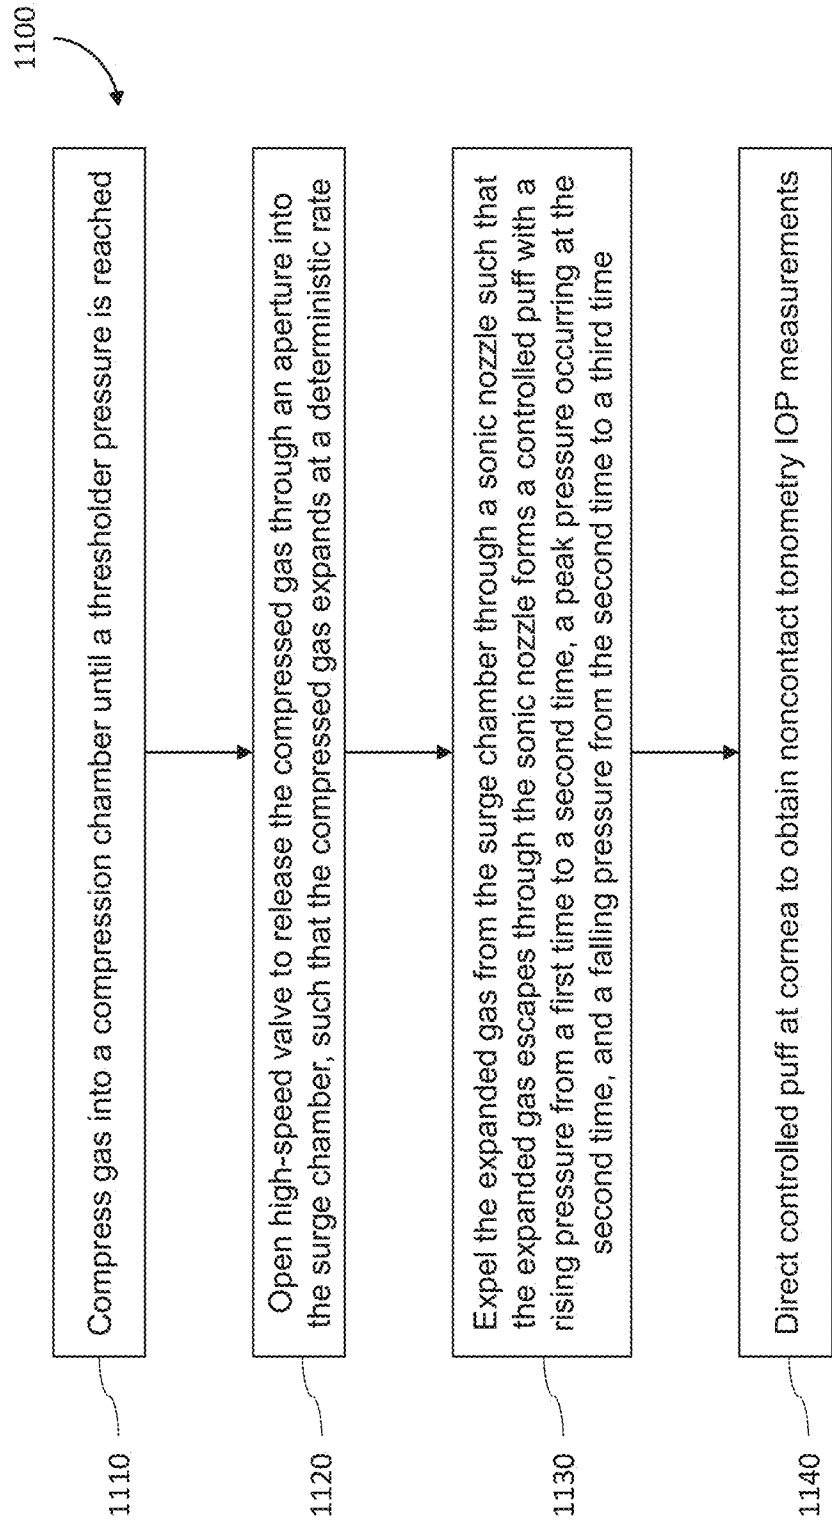 1100
1110
Compress gas into a compression chamber until a thresholder pressure is reached
1120
Open high-speed valve to release the compressed gas through an aperture into
the surge chamber, such that the compressed gas expands at a deterministic rate
1130
Expel the expanded gas from the surge chamber through a sonic nozzle such that
the expanded gas escapes through the sonic nozzle forms a controlled puff with a
rising pressure from a first time to a second time, a peak pressure occurring at the
second time, and a falling pressure from the second time to a third time
1140
Direct controlled puff at cornea to obtain noncontact tonometry IOP measurements